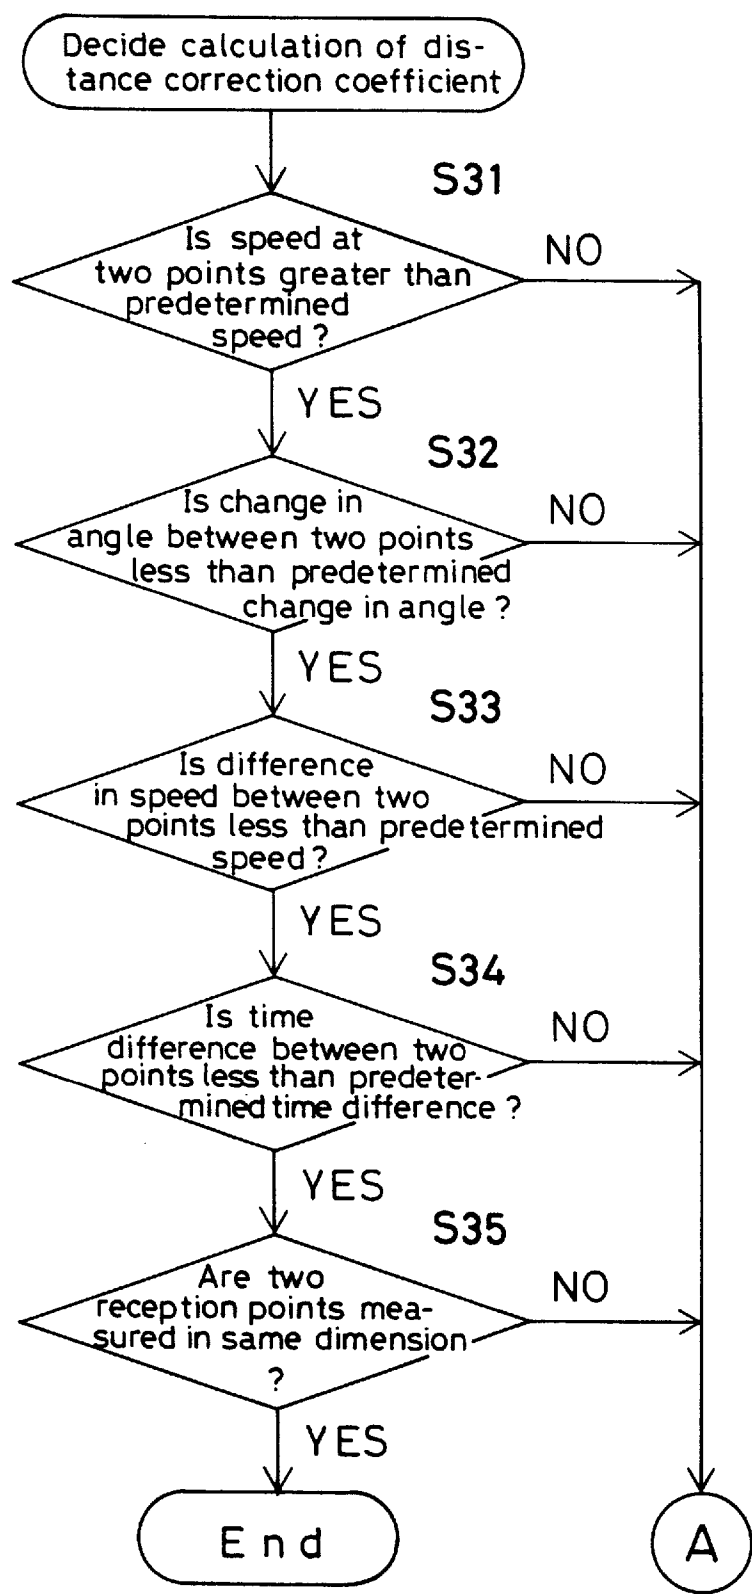 Decide calculation of dis-
tance correction coefficient
S31
Is speed at
two points greater than
predetermined
speed ?
NO
YES
S32
Is change in
angle between two points
less than predetermined
change in angle ?
NO
YES
S33
Is difference
in speed between two
points less than predetermined
speed ?
NO
YES
S34
Is time
difference between two
points less than predeter-
mined time difference ?
NO
YES
S35
Are two
reception points mea-
sured in same dimension
?
NO
YES
End
A